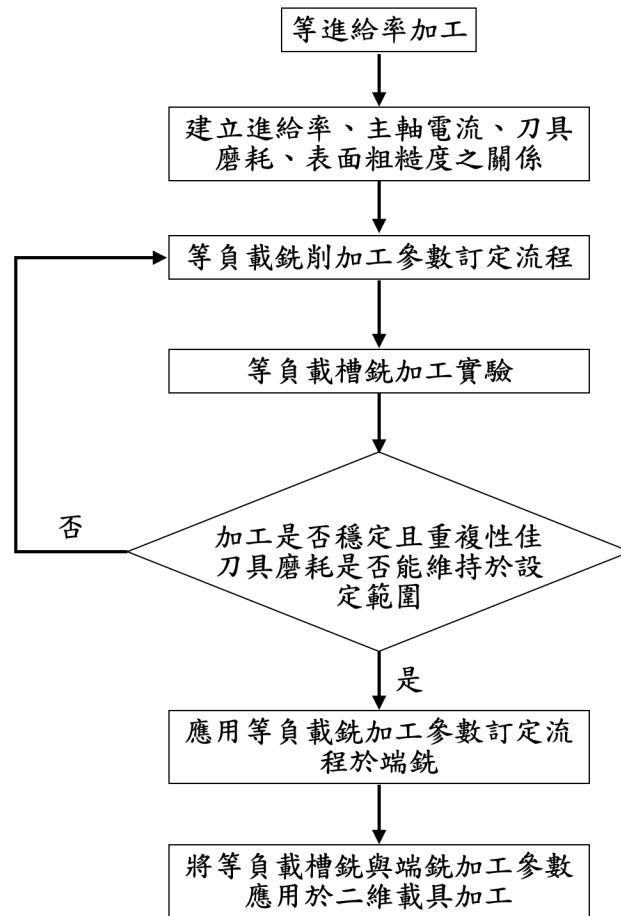 等進給率加工
建立進給率、主軸電流、刀具
磨耗、表面粗糙度之關係
等負載銑削加工參數訂定流程
等負載槽銑加工實驗
否
加工是否穩定且重複性佳
刀具磨耗是否能維持於設
定範圍
是
應用等負載銑加工參數訂定流
程於端銑
將等負載槽銑與端銑加工參數
應用於二維載具加工